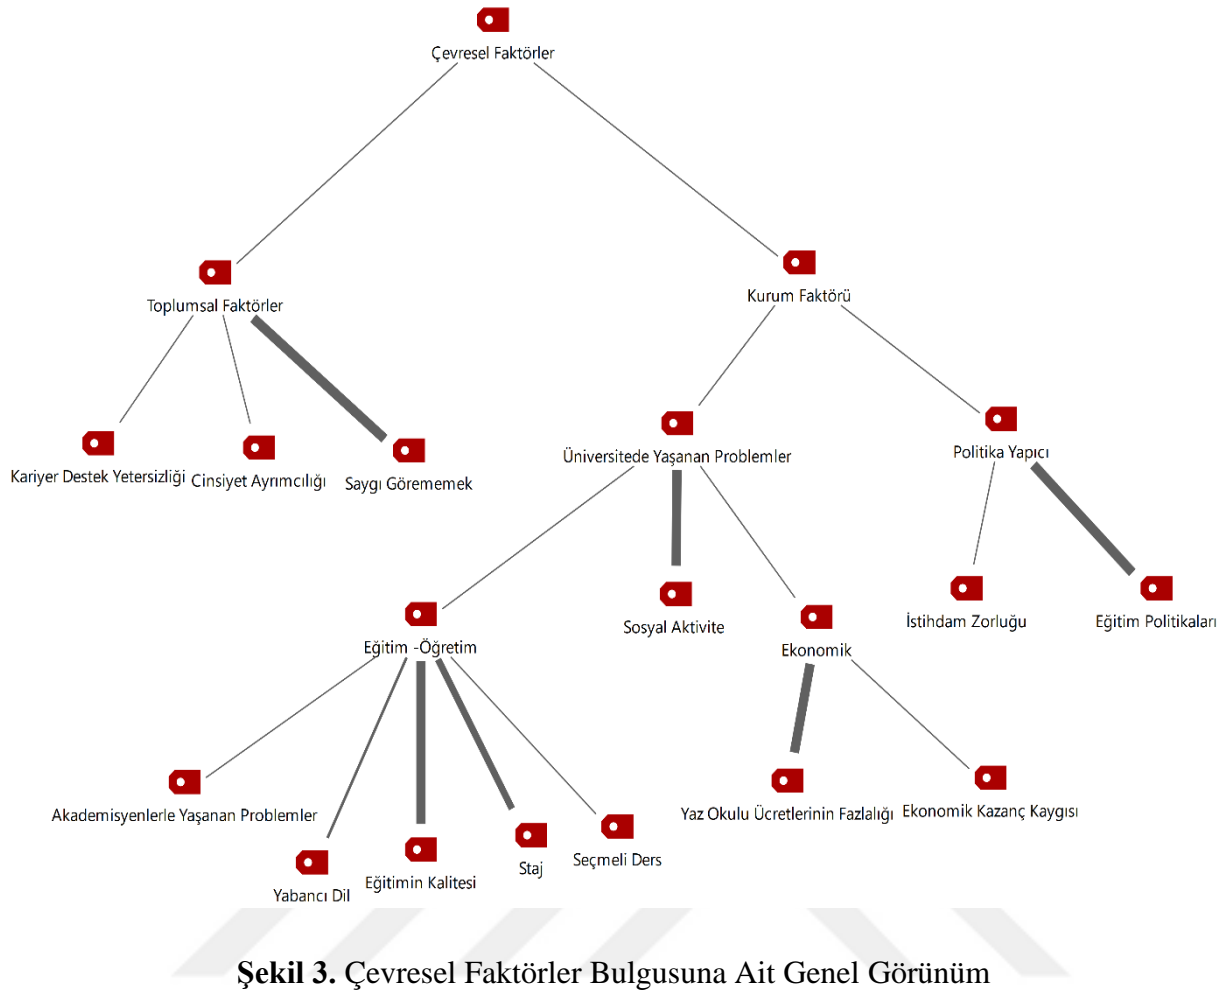 Çevresel Faktörler
Toplumsal Faktörler
Kurum Faktörü
Kariyer Destek Yetersizliği
Cinsiyet Ayrımcılığı
Saygı Görememek
Üniversitede Yaşanan Problemler
Politika Yapıcı
Eğitim -Öğretim
Sosyal Aktivite
Ekonomik
İstihdam Zorluğu
Eğitim Politikaları
Akademisyenlerle Yaşanan Problemler
Yabancı Dil
Eğitimin Kalitesi
Staj
Seçmeli Ders
Yaz Okulu Ücretlerinin Fazlalığı
Ekonomik Kazanç Kaygısı
Şekil 3. Çevresel Faktörler Bulgusuna Ait Genel Görünüm